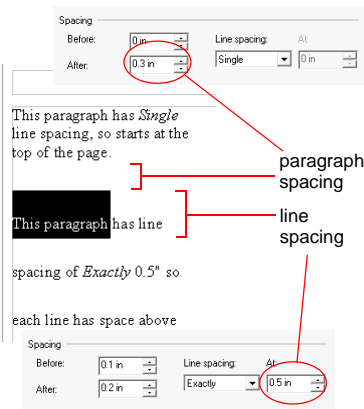 Spacing
Before: 0 in Line spacing: At:
After: 0.3 in Single 0 in
This paragraph has Single
line spacing, so starts at the
top of the page.
paragraph
spacing
This paragraph has line
line
spacing
spacing of Exactly 0.5" so
each line has space above
Spacing
Before: 0.1 in Line spacing: At:
After: 0.2 in Exactly 0.5 in